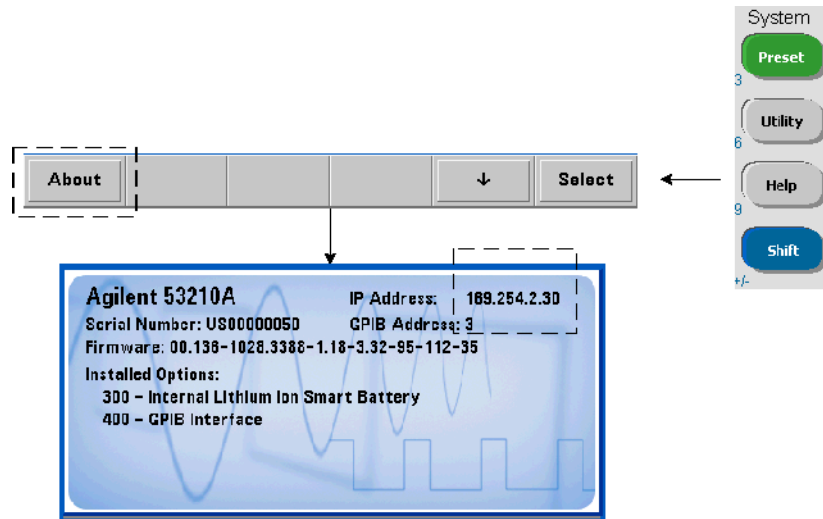 System
Preset
3
Utility
6
Help
9
Shift
+/-
About ↓ Select
Agilent 53210A IP Address: 169.254.2.30
Serial Number: US00000050 GPIB Address: 3
Firmware: 00.136-1028.3388-1.18-3.32-95-112-35
Installed Options:
300 - Internal Lithium Ion Smart Battery
400 - GPIB Interface